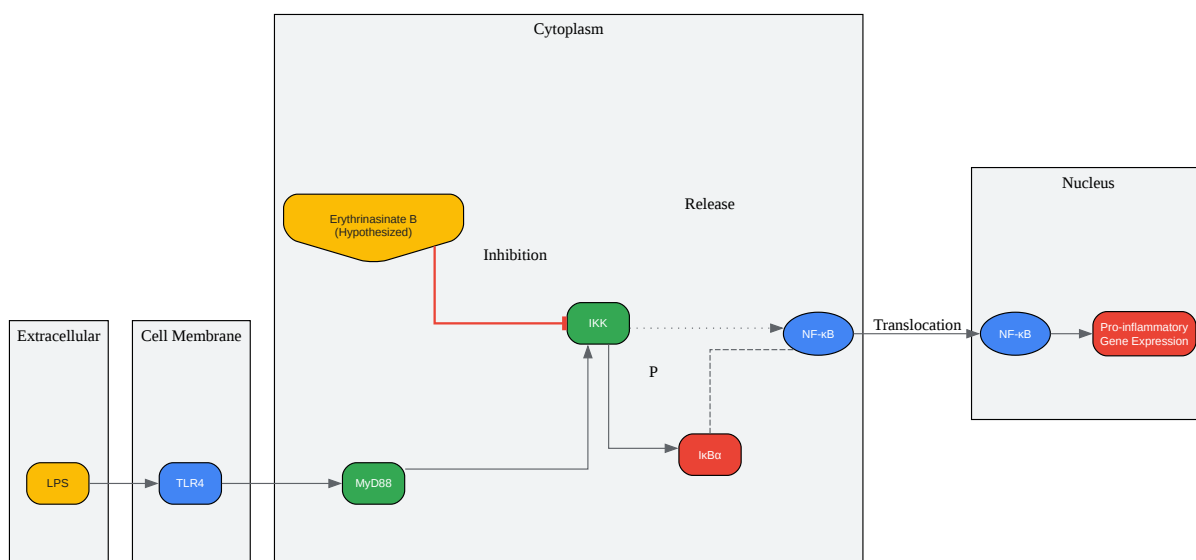 Cytoplasm
Nucleus
Erythrinasinate B
(Hypothesized)
Release
Inhibition
Extracellular
Cell Membrane
IKK
NF-κB
Translocation
NF-κB
Pro-inflammatory
Gene Expression
P
IκBα
LPS
TLR4
MyD88